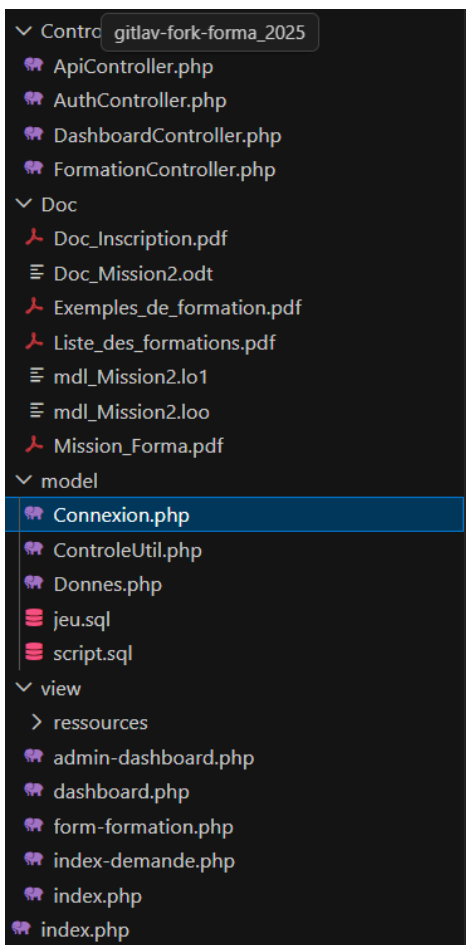 Contro
gitlav-fork-forma_2025
ApiController.php
AuthController.php
DashboardController.php
FormationController.php
Doc
Doc_Inscription.pdf
Doc_Mission2.odt
Exemples_de_formation.pdf
Liste_des_formations.pdf
mdl_Mission2.lo1
mdl_Mission2.loo
Mission_Forma.pdf
model
Connexion.php
ControleUtil.php
Donnes.php
jeu.sql
script.sql
view
ressources
admin-dashboard.php
dashboard.php
form-formation.php
index-demande.php
index.php
index.php